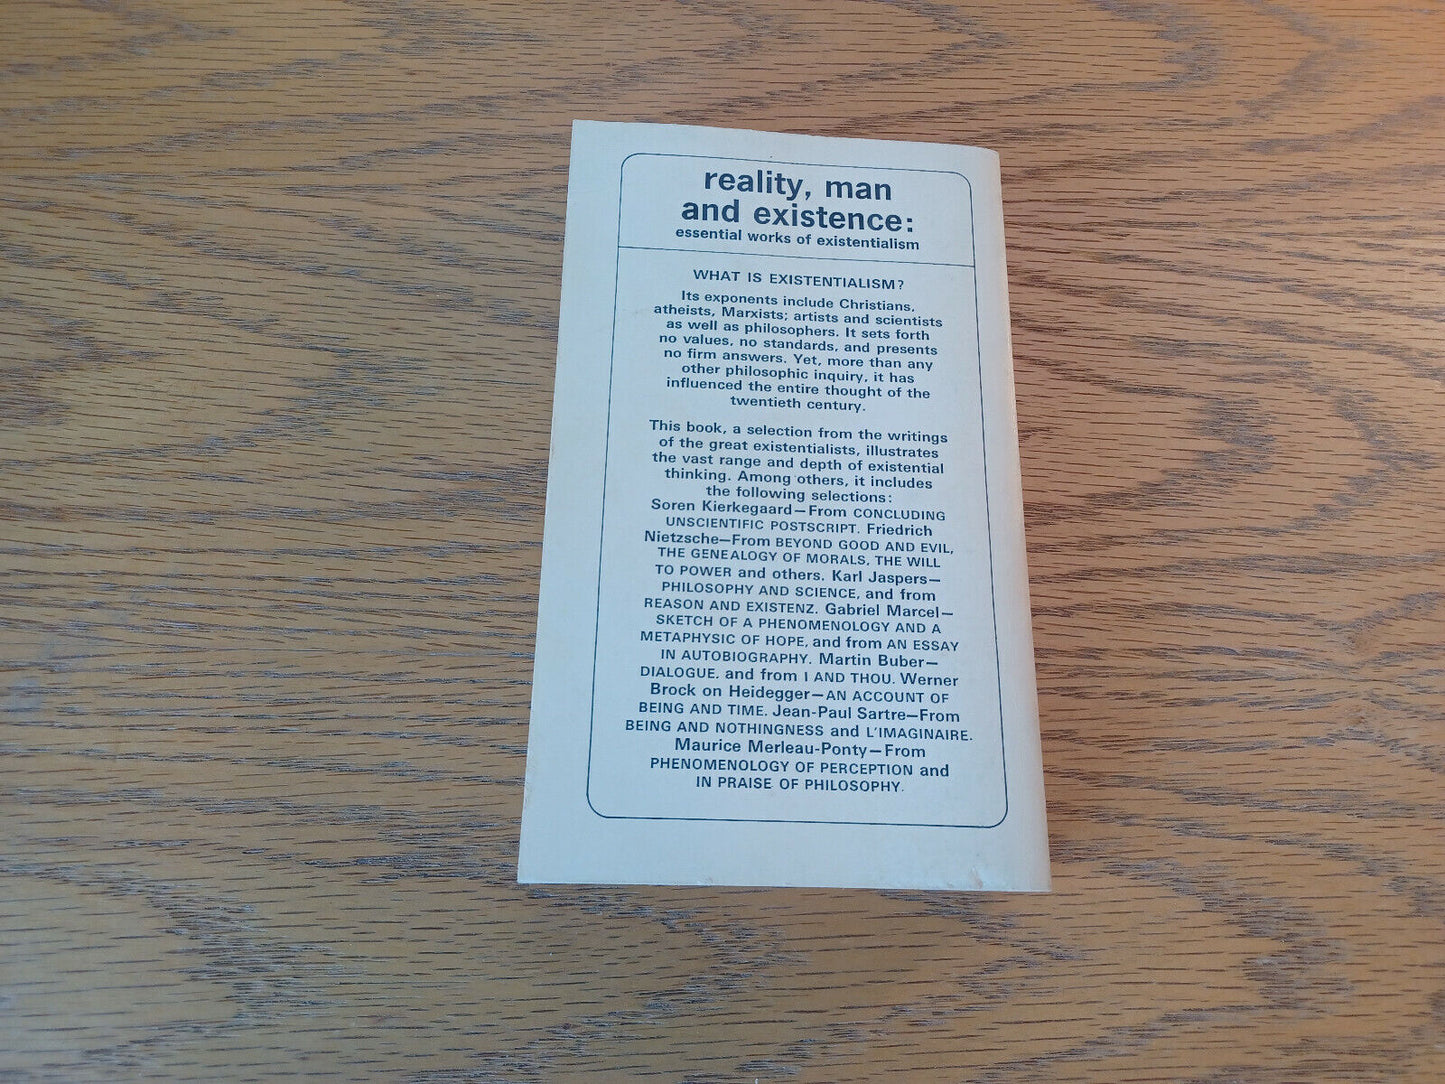 reality, man
and existence:
essential works of existentialism
WHAT IS EXISTENTIALISM?
Its exponents include Christians,
atheists, Marxists; artists and scientists
as well as philosophers. It sets forth
no values, no standards, and presents
no firm answers. Yet, more than any
other philosophic inquiry, it has
influenced the entire thought of the
twentieth century.
This book, a selection from the writings
of the great existentialists, illustrates
the vast range and depth of existential
thinking. Among others, it includes
the following selections:
Soren Kierkegaard—From CONCLUDING
UNSCIENTIFIC POSTSCRIPT. Friedrich
Nietzsche—From BEYOND GOOD AND EVIL,
THE GENEALOGY OF MORALS, THE WILL
TO POWER and others. Karl Jaspers—
PHILOSOPHY AND SCIENCE, and from
REASON AND EXISTENZ. Gabriel Marcel—
SKETCH OF A PHENOMENOLOGY AND A
METAPHYSIC OF HOPE, and from AN ESSAY
IN AUTOBIOGRAPHY. Martin Buber—
DIALOGUE, and from I AND THOU. Werner
Brock on Heidegger—AN ACCOUNT OF
BEING AND TIME. Jean-Paul Sartre—From
BEING AND NOTHINGNESS and L'IMAGINAIRE.
Maurice Merleau-Ponty—From
PHENOMENOLOGY OF PERCEPTION and
IN PRAISE OF PHILOSOPHY.